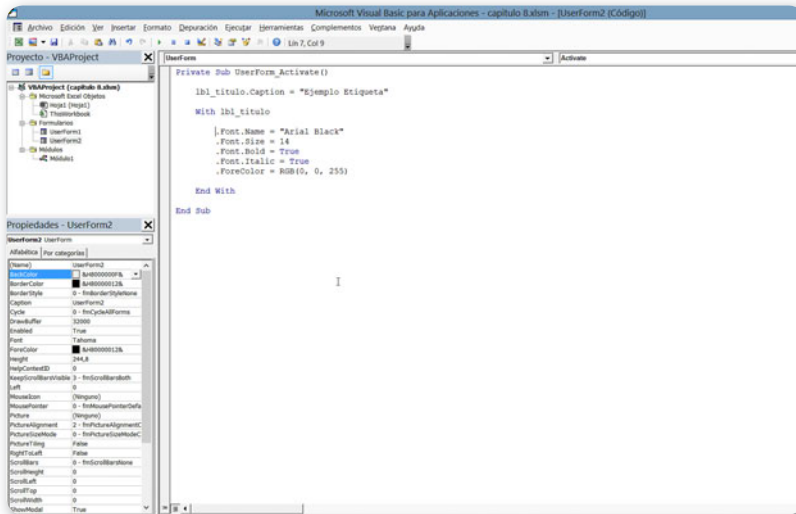 Microsoft Visual Basic para Aplicaciones - capitulo 8.xlsm - [UserForm2 (Código)]
Archivo Edición Ver Insertar Formato Depuración Ejecutar Herramientas Complementos Ventana Ayuda
Lín 7, Col 9
Proyecto - VBAProject
VBAProject (capitulo 8.xlsm)
Microsoft Excel Objetos
Hoja1 (Hoja1)
ThisWorkbook
Formularios
UserForm1
UserForm2
Módulos
Módulo1
Propiedades - UserForm2
UserForm2 UserForm
Alfabética Por categorías
(Name) UserForm2
BackColor &H8000000F&
BorderColor &H80000012&
BorderStyle 0 - fmBorderStyleNone
Caption UserForm2
Cycle 0 - fmCycleAllForms
DrawBuffer 32000
Enabled True
Font Tahoma
ForeColor &H80000012&
Height 244,8
HelpContextID 0
KeepScrollBarsVisible 3 - fmScrollBarsBoth
Left 0
MouseIcon (Ninguno)
MousePointer 0 - fmMousePointerDefa
Picture (Ninguno)
PictureAlignment 2 - fmPictureAlignmentC
PictureSizeMode 0 - fmPictureSizeModeC
PictureTiling False
RightToLeft False
ScrollBars 0 - fmScrollBarsNone
ScrollHeight 0
ScrollLeft 0
ScrollTop 0
ScrollWidth 0
ShowModal True
UserForm Activate
Private Sub UserForm_Activate()
lbl_titulo.Caption = "Ejemplo Etiqueta"
With lbl_titulo
.Font.Name = "Arial Black"
.Font.Size = 14
.Font.Bold = True
.Font.Italic = True
.ForeColor = RGB(0, 0, 255)
End With
End Sub